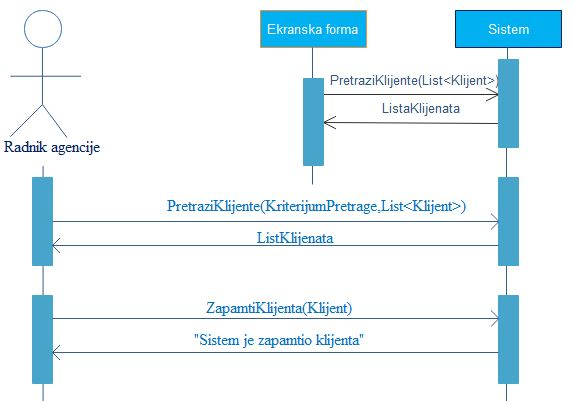 Ekranska forma
Sistem
PretraziKlijente(List<Klijent>)
ListaKlijenata
Radnik agencije
PretraziKlijente(KriterijumPretrage,List<Klijent>)
ListKlijenata
ZapamtiKlijenta(Klijent)
"Sistem je zapamtio klijenta"